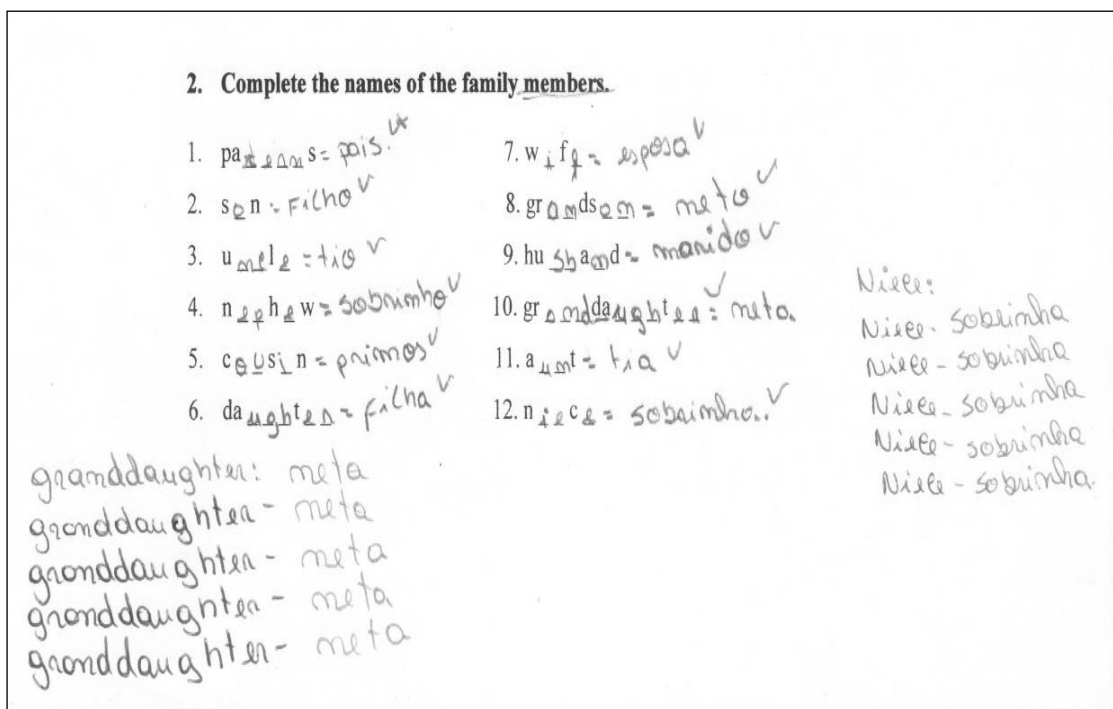 2. Complete the names of the family members.
1. pa s = pais.
2. son = Filho
3. uncle = tio
4. nephew = sobrinho
5. cousin = primos
6. daughter = filha
7. wife = esposa
8. grandson = neto
9. husband = marido
10. granddaughter = neta.
11. aunt = tia
12. niece = sobrinha..
Niece:
Niece - sobrinha
Niece - sobrinha
Niece - sobrinha
Niece - sobrinha
Niece - sobrinha.
granddaughter: neta
granddaughter - neta
granddaughter - neta
granddaughter - neta
granddaughter - neta